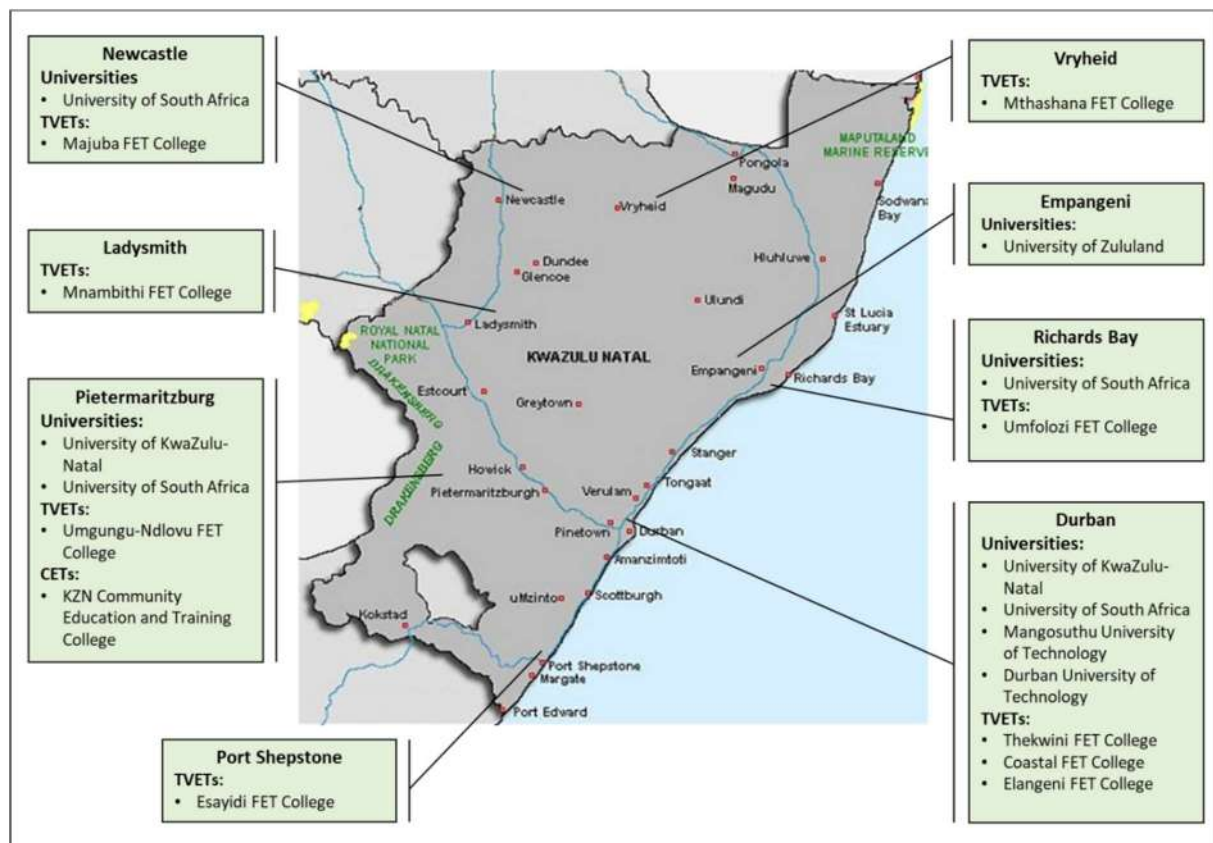 Newcastle
Universities
• University of South Africa
TVETs:
• Majuba FET College
Ladysmith
TVETs:
• Mnambithi FET College
Pietermaritzburg
Universities:
• University of KwaZulu-
Natal
• University of South Africa
TVETs:
• Umgungu-Ndlovu FET
College
CETs:
• KZN Community
Education and Training
College
Port Shepstone
TVETs:
• Esayidi FET College
Vryheid
TVETs:
• Mthashana FET College
Empangeni
Universities:
• University of Zululand
Richards Bay
Universities:
• University of South Africa
TVETs:
• Umfolozi FET College
Durban
Universities:
• University of KwaZulu-
Natal
• University of South Africa
• Mangosuthu University
of Technology
• Durban University of
Technology
TVETs:
• Thekwini FET College
• Coastal FET College
• Elangeni FET College
MAPUTALAND
MARINE RESERVE
Pongola
Magudu
Sodwana
Bay
Newcastle
Vryheid
Dundee
Glencoe
Hluhluwe
Ulundi
St Lucia
Estuary
Ladysmith
ROYAL NATAL
NATIONAL
PARK
KWAZULU NATAL
DRAKENSBERG
Estcourt
Empangeni
Richards Bay
Greytown
DRAKENSBERG
Stanger
Howick
Pietermaritzburgh
Verulam
Tongaat
Pinetown
Durban
Amanzimtoti
uMzinto
Scottburgh
Kokstad
Port Shepstone
Margate
Port Edward